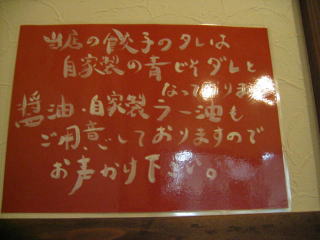 当店の餃子のタレは
自家製の青じそダレと
なっております
醤油・自家製ラー油も
ご用意しておりますので
お声かけ下さい。